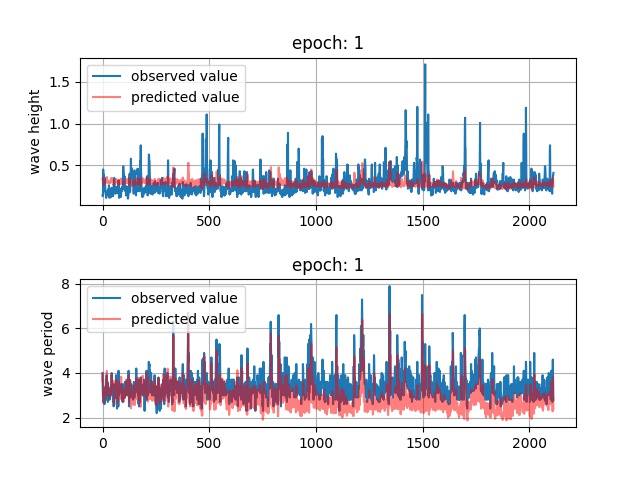 epoch: 1
observed value
predicted value
wave height
1.5
1.0
0.5
0 500 1000 1500 2000
epoch: 1
observed value
predicted value
wave period
8
6
4
2
0 500 1000 1500 2000